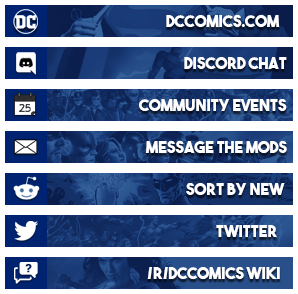 DC
DCCOMICS.COM
DISCORD CHAT
25
COMMUNITY EVENTS
MESSAGE THE MODS
SORT BY NEW
TWITTER
?
/R/DCCOMICS WIKI